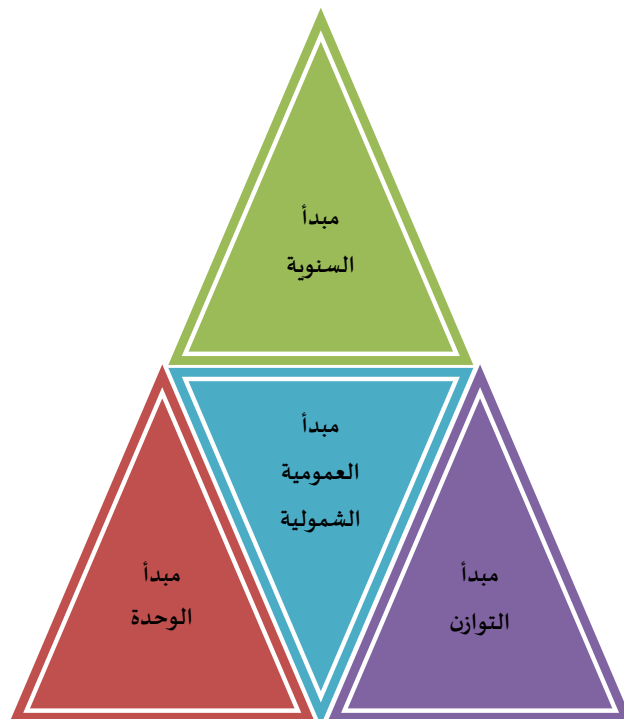 مبدأ
السنوية
مبدأ
العمومية
الشمولية
مبدأ
التوازن
مبدأ
الوحدة